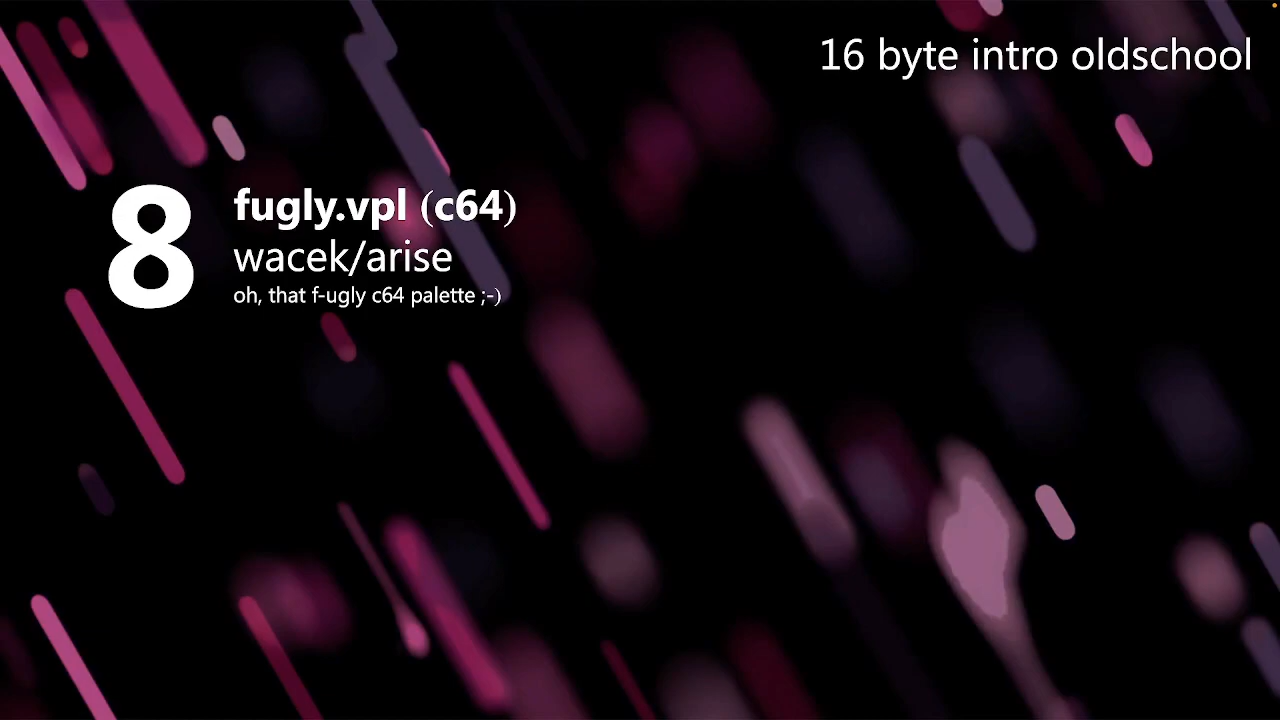 16 byte intro oldschool
8
fugly.vpl (c64)
wacek/arise
oh, that f-ugly c64 palette ;-)